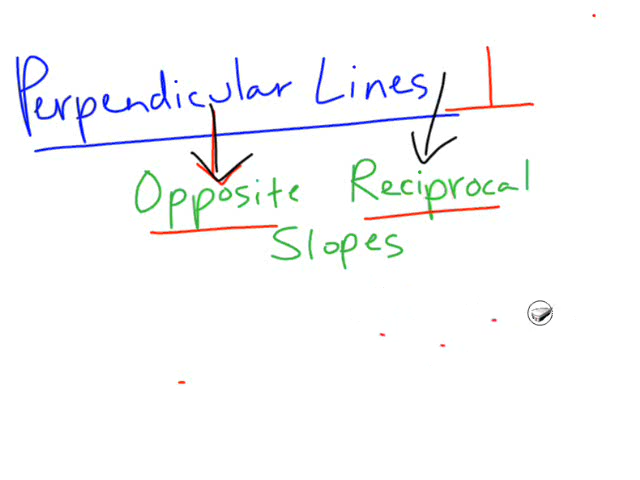 Perpendicular Lines
Opposite Reciprocal
Slopes